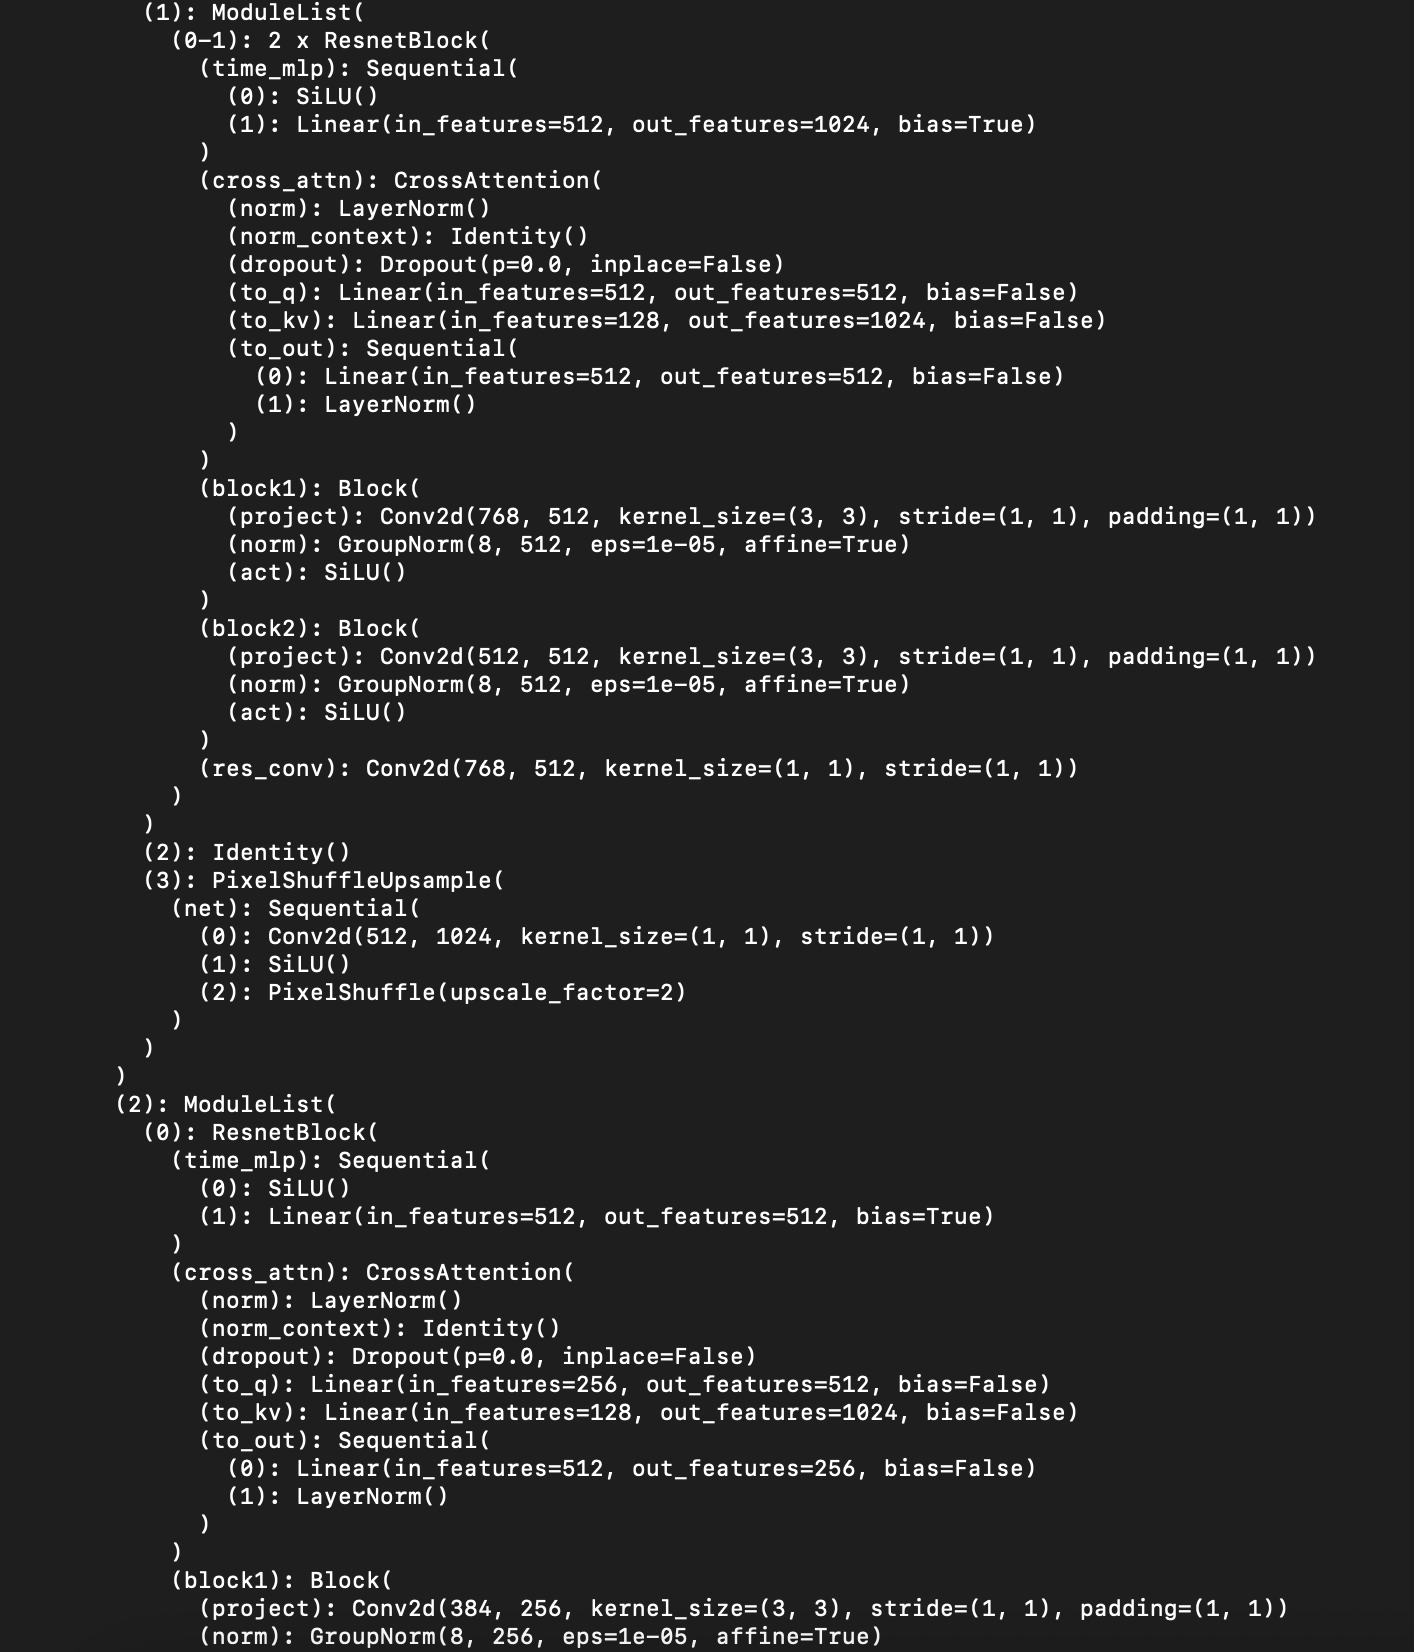 (1): ModuleList(
(0-1): 2 x ResnetBlock(
(time_mlp): Sequential(
(0): SiLU()
(1): Linear(in_features=512, out_features=1024, bias=True)
)
(cross_attn): CrossAttention(
(norm): LayerNorm()
(norm_context): Identity()
(dropout): Dropout(p=0.0, inplace=False)
(to_q): Linear(in_features=512, out_features=512, bias=False)
(to_kv): Linear(in_features=128, out_features=1024, bias=False)
(to_out): Sequential(
(0): Linear(in_features=512, out_features=512, bias=False)
(1): LayerNorm()
)
)
(block1): Block(
(project): Conv2d(768, 512, kernel_size=(3, 3), stride=(1, 1), padding=(1, 1))
(norm): GroupNorm(8, 512, eps=1e-05, affine=True)
(act): SiLU()
)
(block2): Block(
(project): Conv2d(512, 512, kernel_size=(3, 3), stride=(1, 1), padding=(1, 1))
(norm): GroupNorm(8, 512, eps=1e-05, affine=True)
(act): SiLU()
)
(res_conv): Conv2d(768, 512, kernel_size=(1, 1), stride=(1, 1))
)
)
(2): Identity()
(3): PixelShuffleUpsample(
(net): Sequential(
(0): Conv2d(512, 1024, kernel_size=(1, 1), stride=(1, 1))
(1): SiLU()
(2): PixelShuffle(upscale_factor=2)
)
)
)
(2): ModuleList(
(0): ResnetBlock(
(time_mlp): Sequential(
(0): SiLU()
(1): Linear(in_features=512, out_features=512, bias=True)
)
(cross_attn): CrossAttention(
(norm): LayerNorm()
(norm_context): Identity()
(dropout): Dropout(p=0.0, inplace=False)
(to_q): Linear(in_features=256, out_features=512, bias=False)
(to_kv): Linear(in_features=128, out_features=1024, bias=False)
(to_out): Sequential(
(0): Linear(in_features=512, out_features=256, bias=False)
(1): LayerNorm()
)
)
(block1): Block(
(project): Conv2d(384, 256, kernel_size=(3, 3), stride=(1, 1), padding=(1, 1))
(norm): GroupNorm(8, 256, eps=1e-05, affine=True)